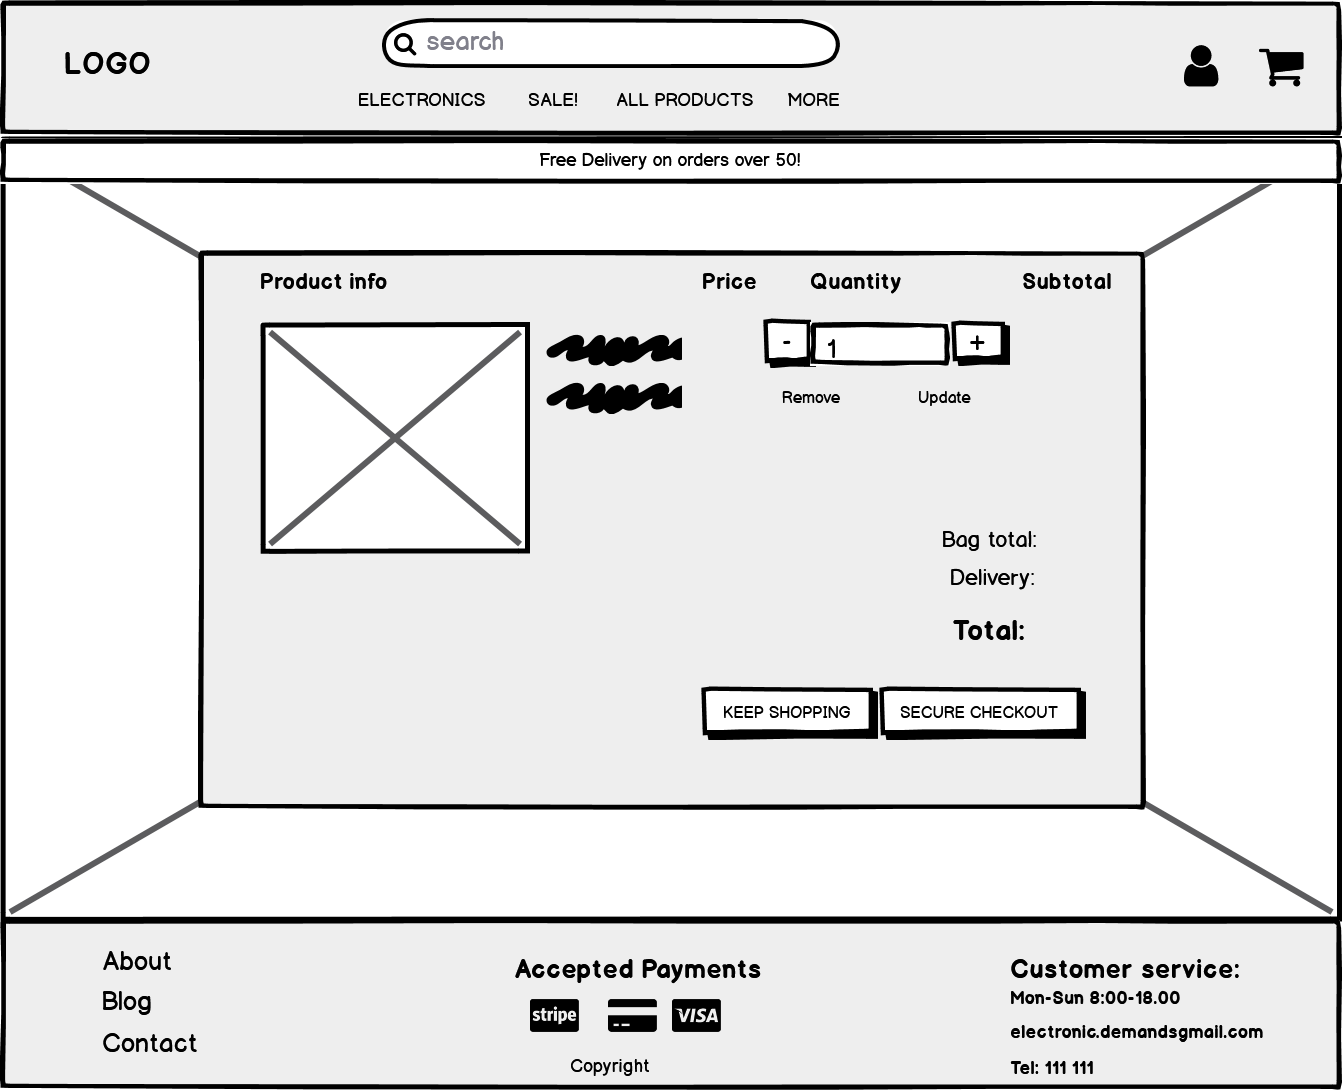 LOGO
search
ELECTRONICS SALE! ALL PRODUCTS MORE
Free Delivery on orders over 50!
Product info Price Quantity Subtotal
- 1 +
Remove Update
Bag total:
Delivery:
Total:
KEEP SHOPPING SECURE CHECKOUT
About
Blog
Contact
Accepted Payments
stripe VISA
Copyright
Customer service:
Mon-Sun 8:00-18.00
electronic.demandsgmail.com
Tel: 111 111